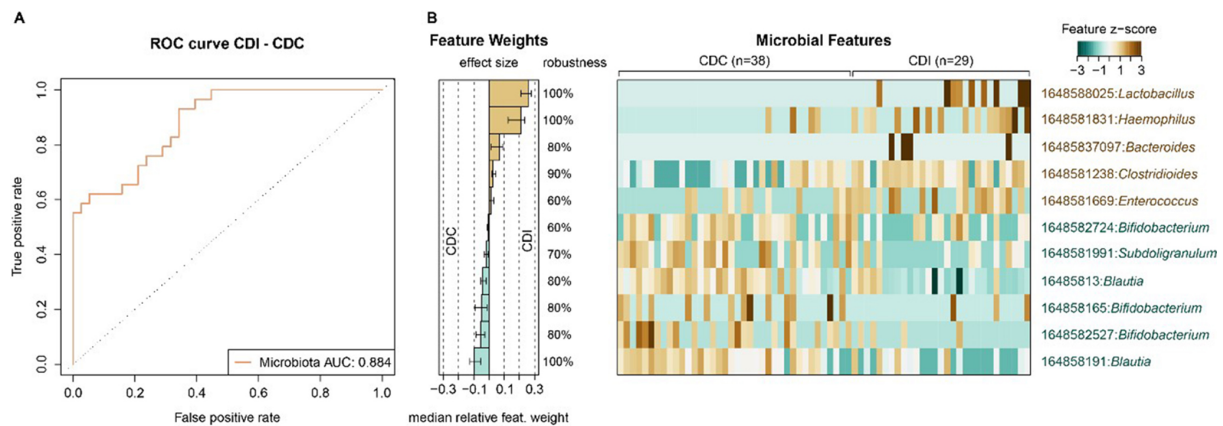 A
ROC curve CDI - CDC
True positive rate
1.0
0.8
0.6
0.4
0.2
0.0
0.0 0.2 0.4 0.6 0.8 1.0
False positive rate
Microbiota AUC: 0.884
B
Feature Weights
effect size robustness
CDC
CDI
100%
100%
80%
90%
60%
60%
70%
80%
80%
80%
100%
−0.3 −0.1 0.1 0.3
median relative feat. weight
Microbial Features
CDC (n=38) CDI (n=29)
Feature z-score
−3 −1 1 3
1648588025:Lactobacillus
1648581831:Haemophilus
16485837097:Bacteroides
1648581238:Clostridioides
1648581669:Enterococcus
1648582724:Bifidobacterium
1648581991:Subdoligranulum
16485813:Blautia
164858165:Bifidobacterium
1648582527:Bifidobacterium
164858191:Blautia